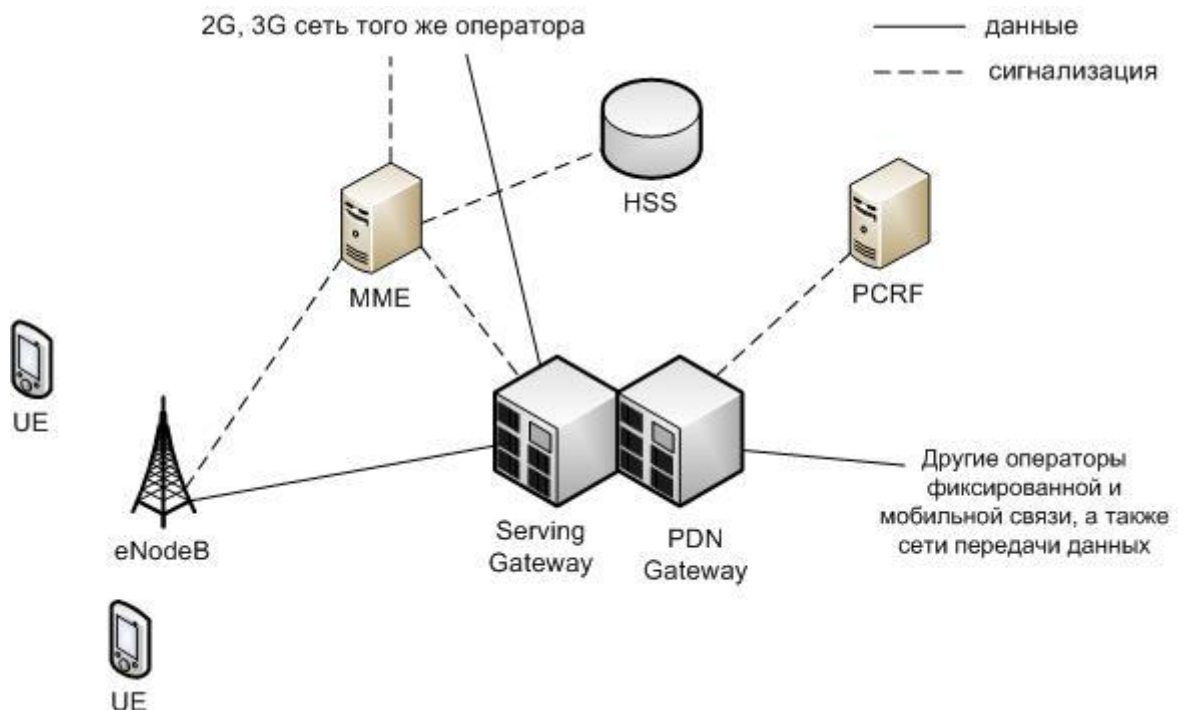 2G, 3G сеть того же оператора
данные
сигнализация
HSS
MME
PCRF
UE
eNodeB
Serving
Gateway
PDN
Gateway
Другие операторы
фиксированной и
мобильной связи, а также
сети передачи данных
UE